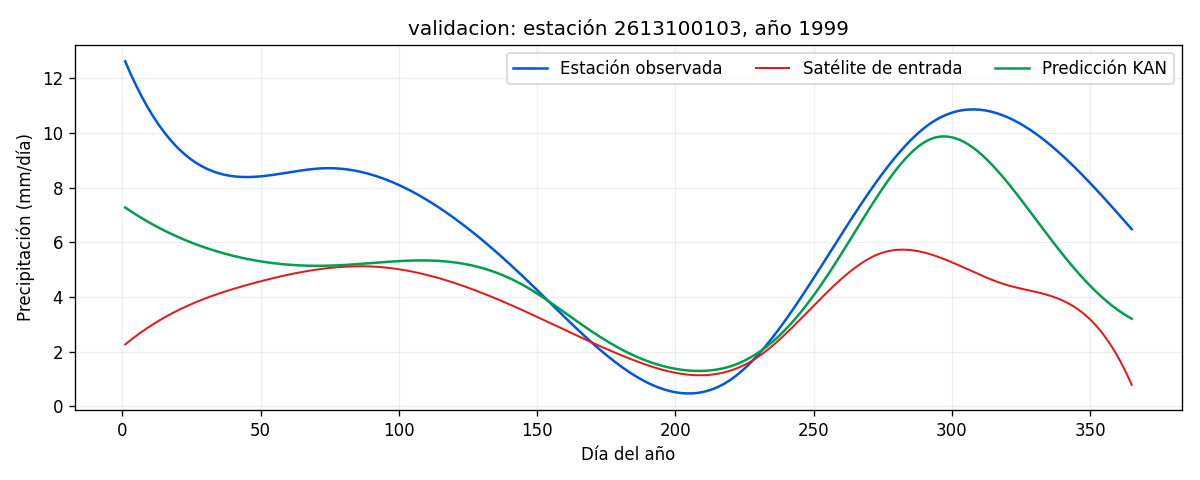 validacion: estación 2613100103, año 1999
Estación observada
Satélite de entrada
Predicción KAN
Precipitación (mm/día)
12
10
8
6
4
2
0
0
50
100
150
200
250
300
350
Día del año